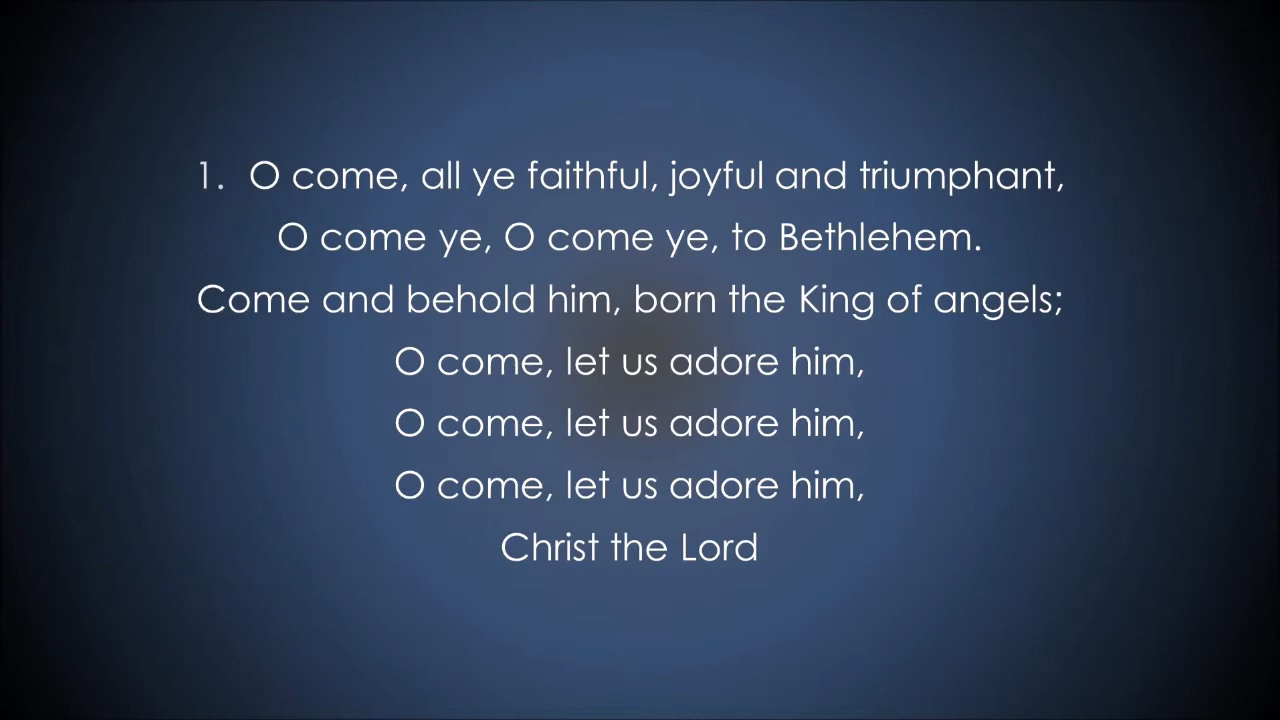 1. O come, all ye faithful, joyful and triumphant,
O come ye, O come ye, to Bethlehem.
Come and behold him, born the King of angels;
O come, let us adore him,
O come, let us adore him,
O come, let us adore him,
Christ the Lord